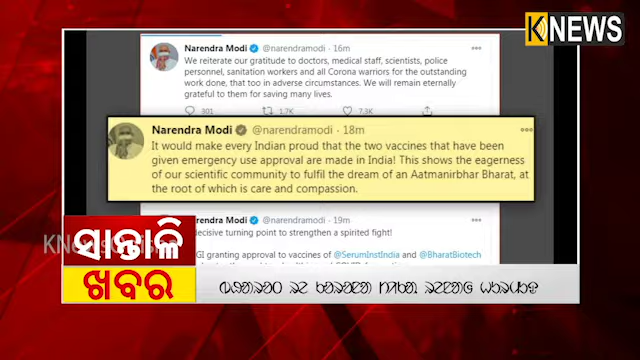 KNEWS
Narendra Modi @narendramodi · 16m
We reiterate our gratitude to doctors, medical staff, scientists, police
personnel, sanitation workers and all Corona warriors for the outstanding
work done, that too in adverse circumstances. We will remain eternally
grateful to them for saving many lives.
301 1.7K 7.3K
Narendra Modi @narendramodi · 18m
It would make every Indian proud that the two vaccines that have been
given emergency use approval are made in India! This shows the eagerness
of our scientific community to fulfil the dream of an Aatmanirbhar Bharat, at
the root of which is care and compassion.
Narendra Modi @narendramodi · 19m
decisive turning point to strengthen a spirited fight!
GI granting approval to vaccines of @SerumInstIndia and @BharatBiotech
ସାନ୍ତାଳି
ଖବର